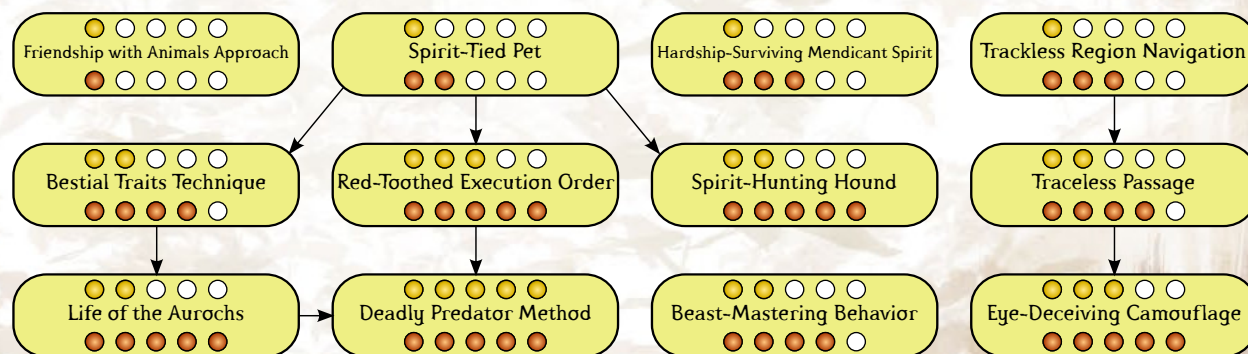 Friendship with Animals Approach
Spirit-Tied Pet
Hardship-Surviving Mendicant Spirit
Trackless Region Navigation
Bestial Traits Technique
Red-Toothed Execution Order
Spirit-Hunting Hound
Traceless Passage
Life of the Aurochs
Deadly Predator Method
Beast-Mastering Behavior
Eye-Deceiving Camouflage